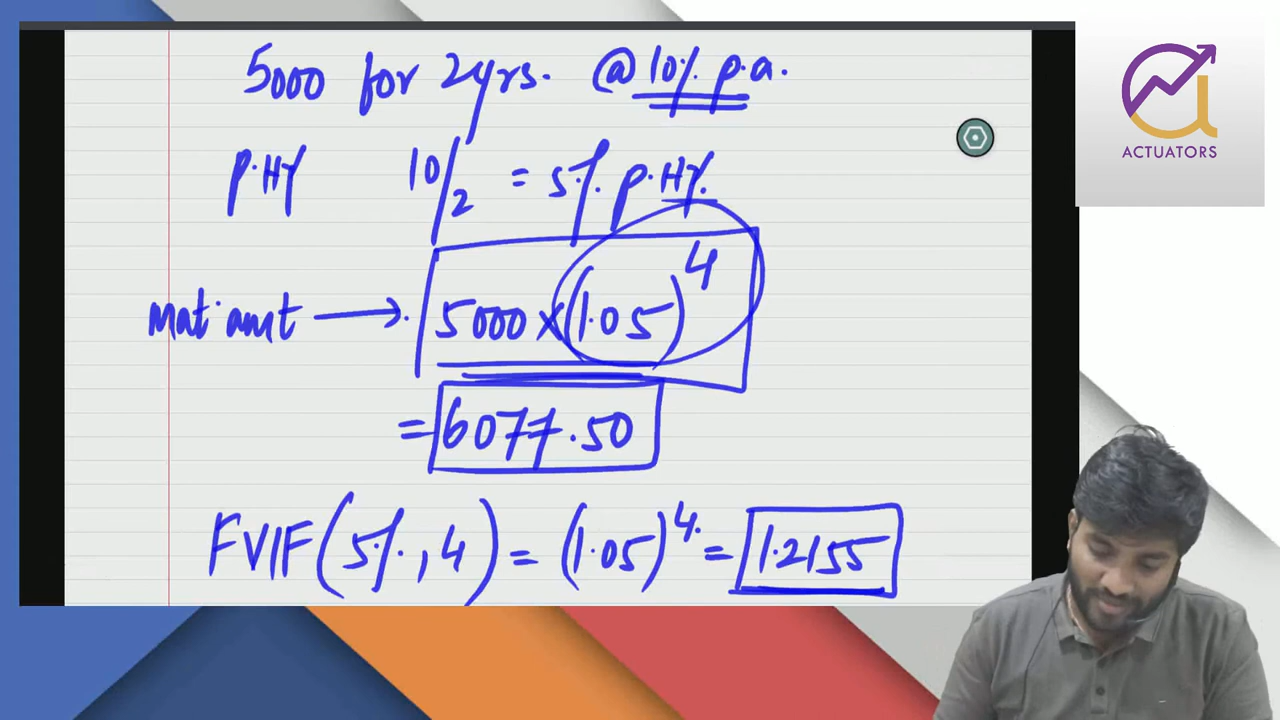 5000 for 2yrs. @ 10% p.a.
P.HY 10/2 = 5% p.HY.
mat. amt → 5000 × (1.05)^4
= 6077.50
FVIF (5%, 4) = (1.05)^4 = 1.2155
ACTUATORS